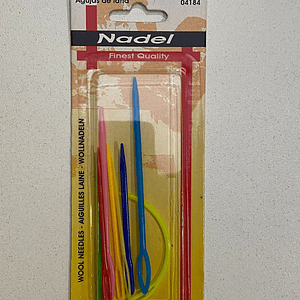 Agujas de lana 04184
Nadel
Finest Quality
WOOL NEEDLES - AIGUILLES LAINE - WOLLNADELN